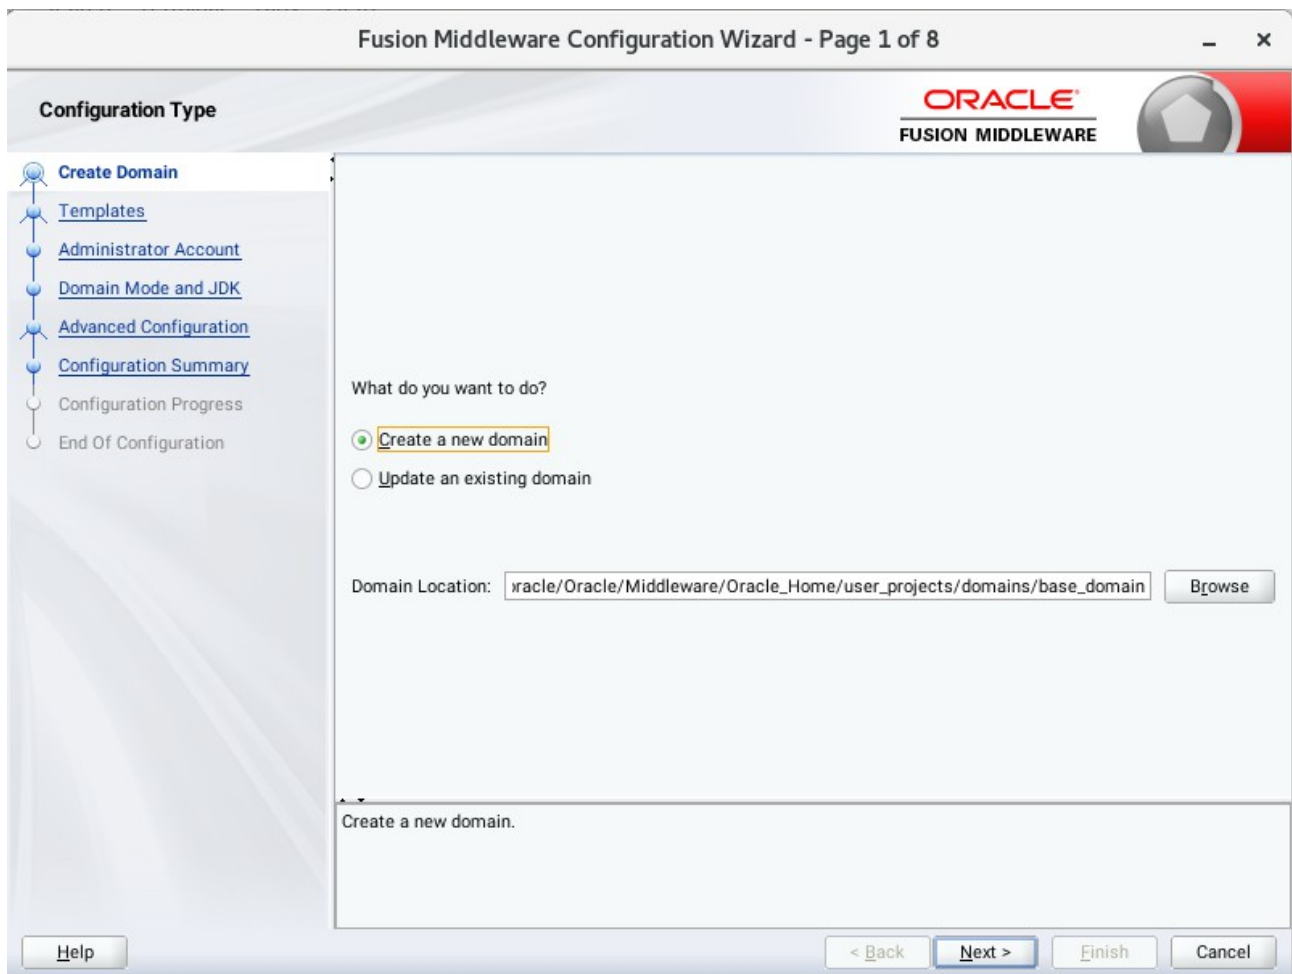 Fusion Middleware Configuration Wizard - Page 1 of 8
Configuration Type
ORACLE
FUSION MIDDLEWARE
Create Domain
Templates
Administrator Account
Domain Mode and JDK
Advanced Configuration
Configuration Summary
Configuration Progress
End Of Configuration
What do you want to do?
Create a new domain
Update an existing domain
Domain Location: racle/Oracle/Middleware/Oracle_Home/user_projects/domains/base_domain Browse
Create a new domain.
Help < Back Next > Finish Cancel